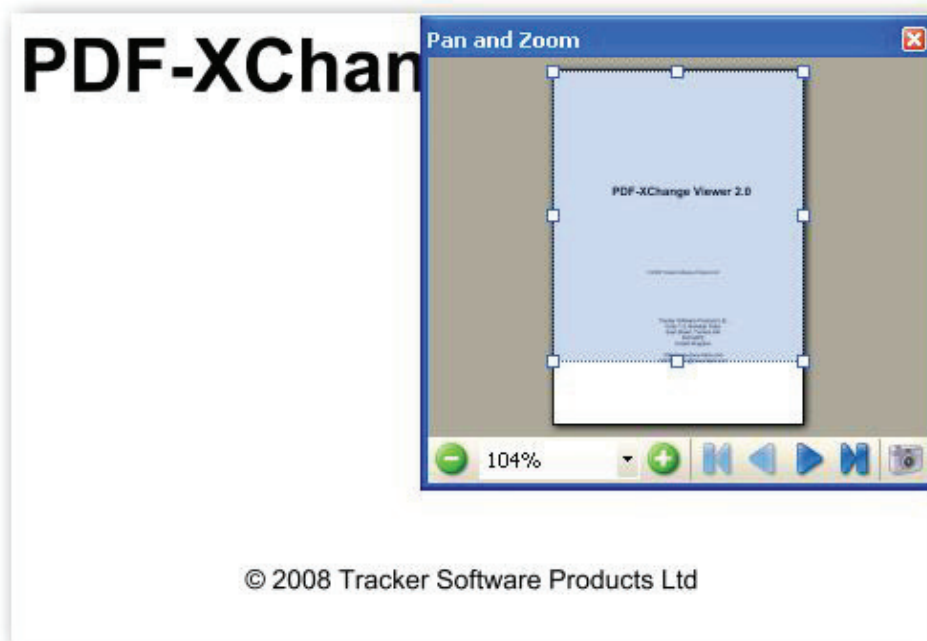 PDF-XChan
Pan and Zoom
PDF-XChange Viewer 2.0
104%
© 2008 Tracker Software Products Ltd